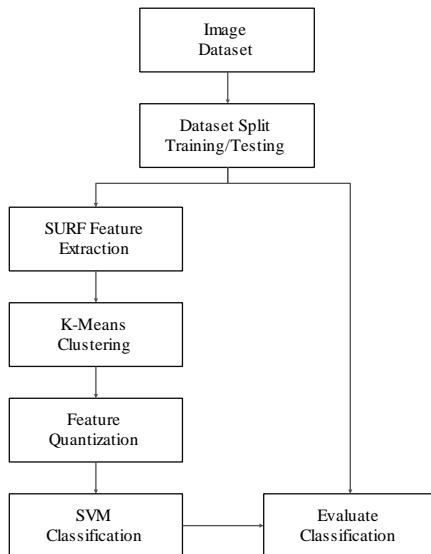 Image
Dataset
Dataset Split
Training/Testing
SURF Feature
Extraction
K-Means
Clustering
Feature
Quantization
SVM
Classification
Evaluate
Classification